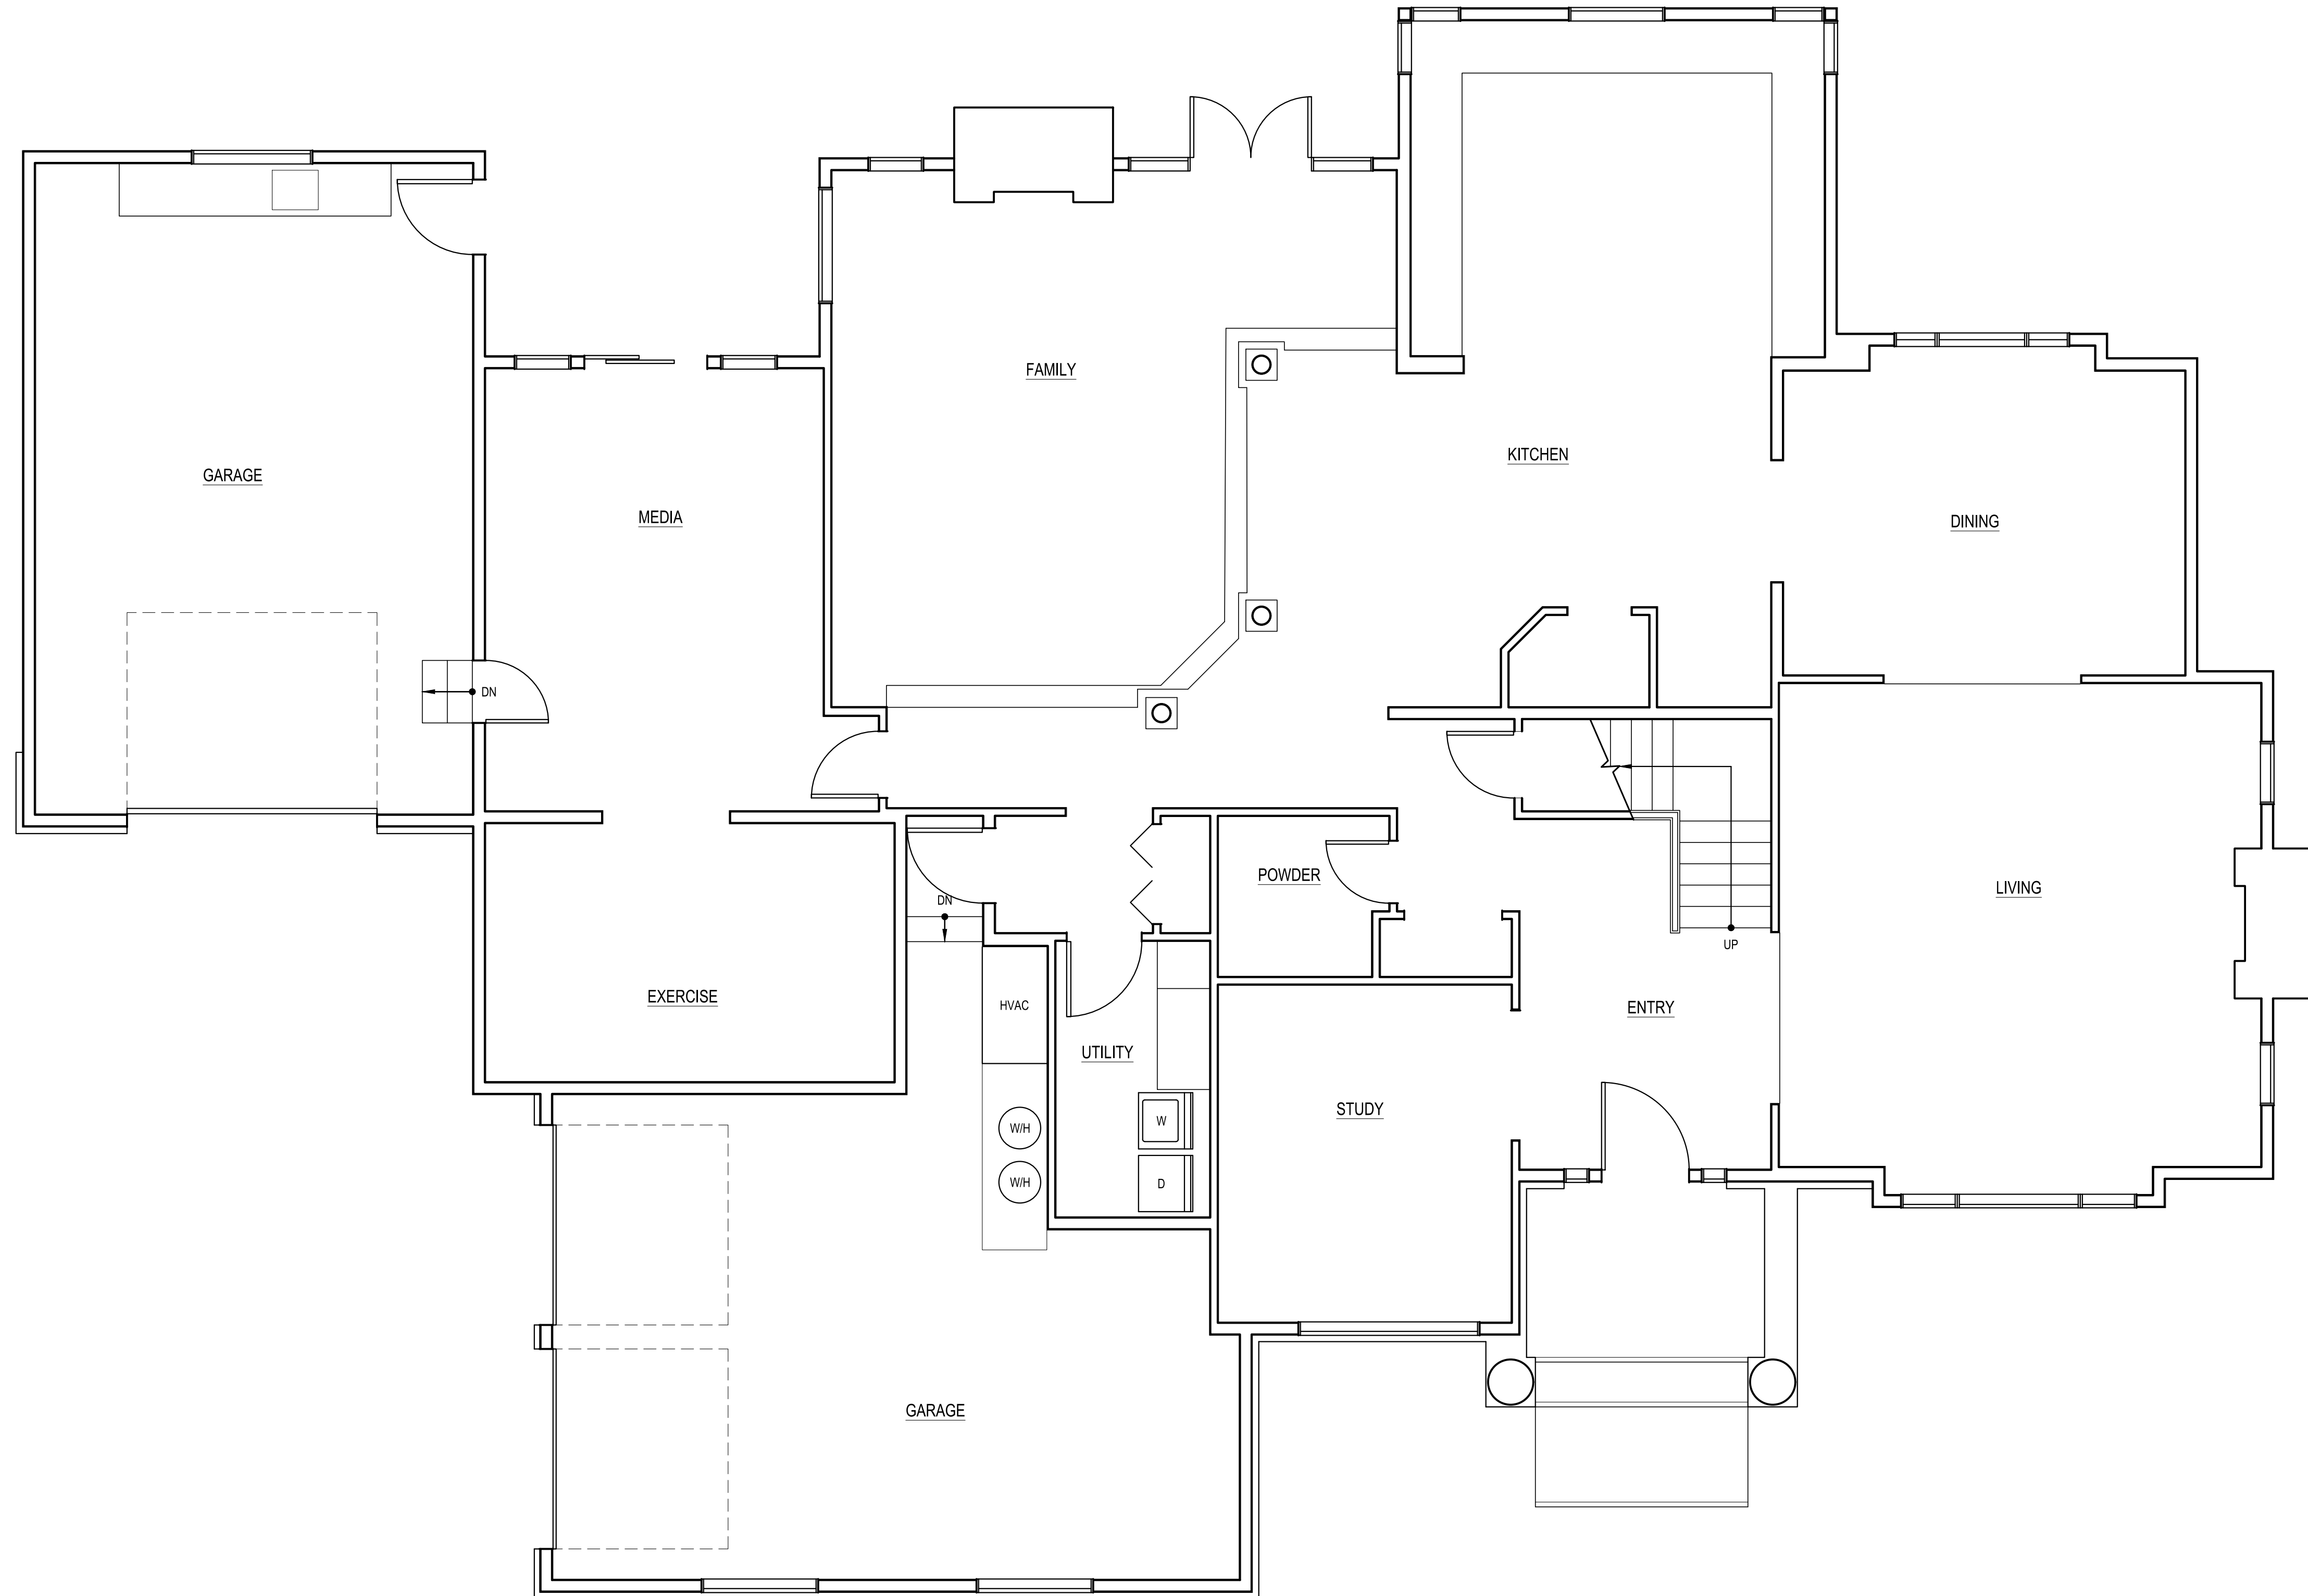 FAMILY
KITCHEN
GARAGE
MEDIA
DINING
DN
POWDER
LIVING
DN
UP
EXERCISE
HVAC
ENTRY
UTILITY
STUDY
W/H
W
W/H
D
GARAGE